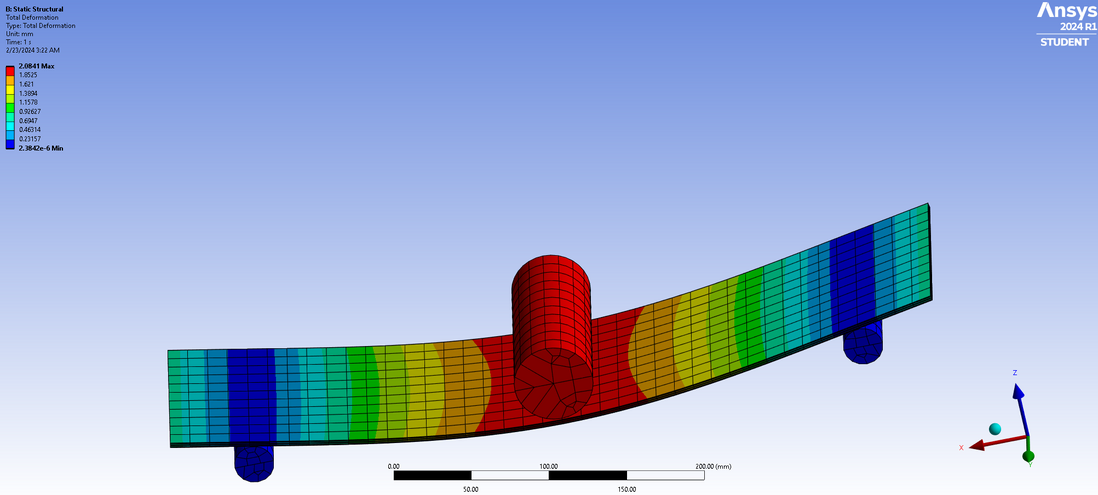 B: Static Structural
Total Deformation
Type: Total Deformation
Unit: mm
Time: 1 s
2/23/2024 3:22 AM
2.0841 Max
1.8525
1.621
1.3894
1.1578
0.92627
0.6947
0.46314
0.23157
2.3842e-6 Min
Ansys
2024 R1
STUDENT
0.00 100.00 200.00 (mm)
50.00 150.00
Z
X
Y